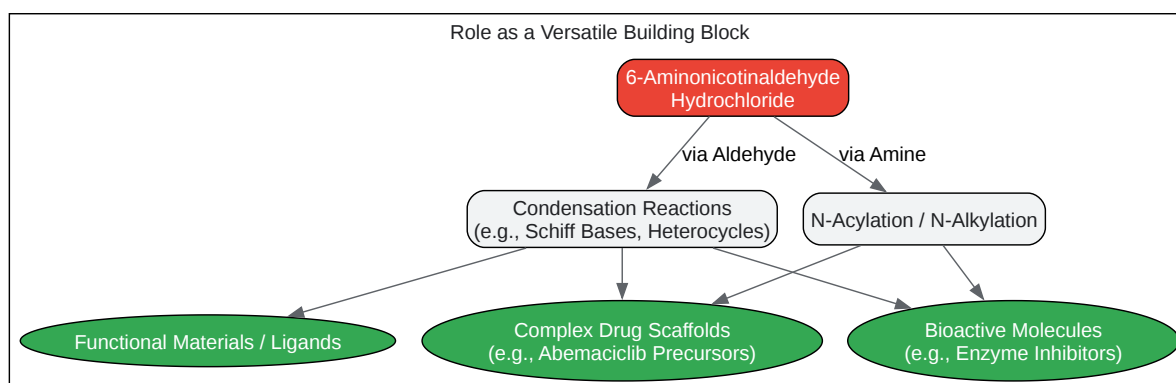 Role as a Versatile Building Block
6-Aminonicotinaldehyde
Hydrochloride
via Aldehyde
via Amine
Condensation Reactions
(e.g., Schiff Bases, Heterocycles)
N-Acylation / N-Alkylation
Functional Materials / Ligands
Complex Drug Scaffolds
(e.g., Abemaciclib Precursors)
Bioactive Molecules
(e.g., Enzyme Inhibitors)